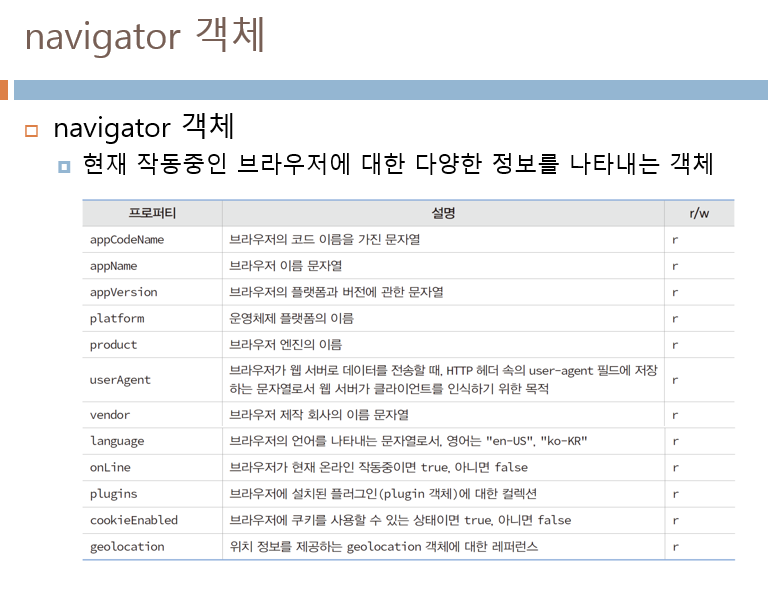 navigator 객체
navigator 객체
현재 작동중인 브라우저에 대한 다양한 정보를 나타내는 객체
프로퍼티 설명 r/w
appCodeName 브라우저의 코드 이름을 가진 문자열 r
appName 브라우저 이름 문자열 r
appVersion 브라우저의 플랫폼과 버전에 관한 문자열 r
platform 운영체제 플랫폼의 이름 r
product 브라우저 엔진의 이름 r
userAgent 브라우저가 웹 서버로 데이터를 전송할 때, HTTP 헤더 속의 user-agent 필드에 저장 r
하는 문자열로서 웹 서버가 클라이언트를 인식하기 위한 목적
vendor 브라우저 제작 회사의 이름 문자열 r
language 브라우저의 언어를 나타내는 문자열로서, 영어는 "en-US", "ko-KR" r
onLine 브라우저가 현재 온라인 작동중이면 true, 아니면 false r
plugins 브라우저에 설치된 플러그인(plugin 객체)에 대한 컬렉션 r
cookieEnabled 브라우저에 쿠키를 사용할 수 있는 상태이면 true, 아니면 false r
geolocation 위치 정보를 제공하는 geolocation 객체에 대한 레퍼런스 r